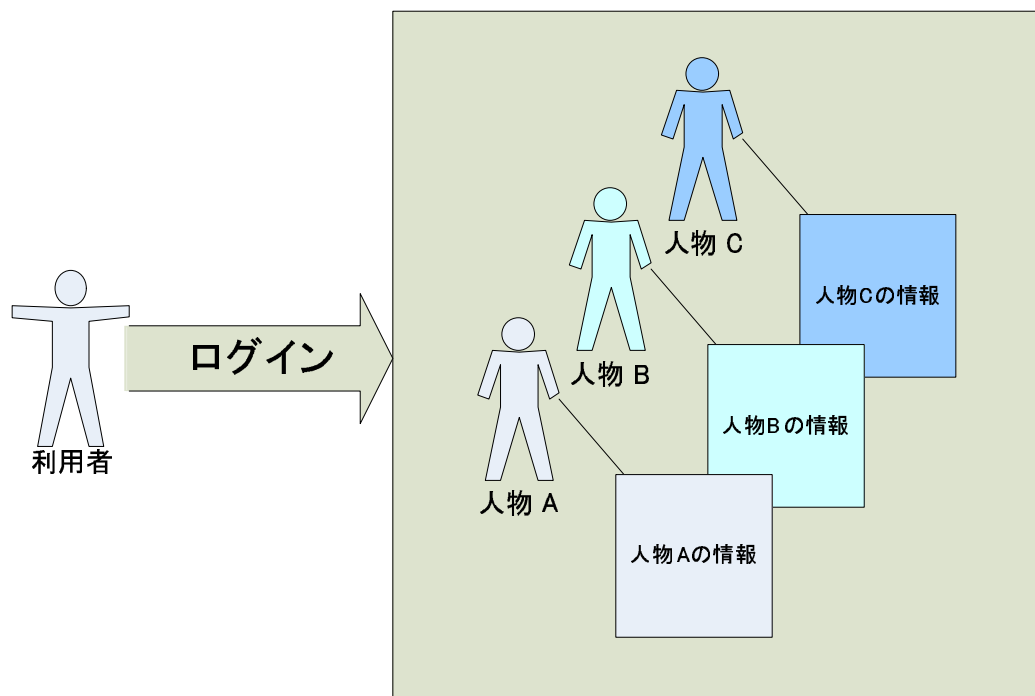 利用者
ログイン
人物 A
人物Aの情報
人物 B
人物Bの情報
人物 C
人物Cの情報